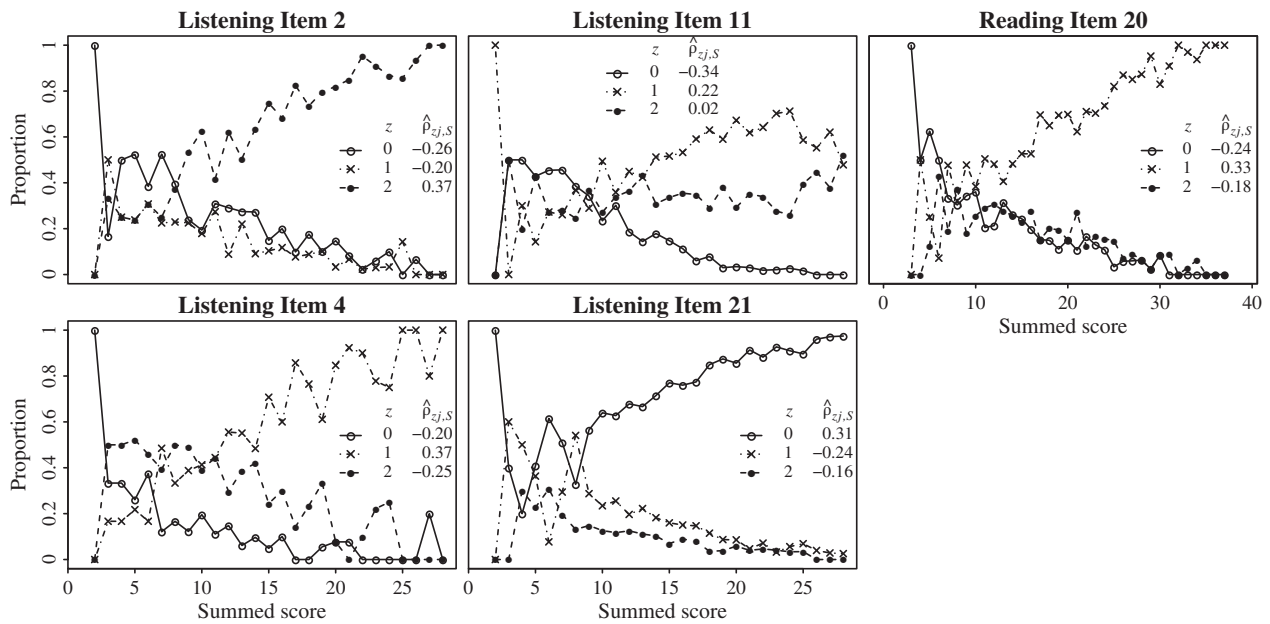 Listening Item 2
Listening Item 11
Reading Item 20
Proportion
1
0.8
0.6
0.4
0.2
0
z ρ̂zj,S
0 −0.26
1 −0.20
2 0.37
z ρ̂zj,S
0 −0.34
1 0.22
2 0.02
z ρ̂zj,S
0 −0.24
1 0.33
2 −0.18
0 10 20 30 40
Summed score
Listening Item 4
Listening Item 21
Proportion
1
0.8
0.6
0.4
0.2
0
z ρ̂zj,S
0 −0.20
1 0.37
2 −0.25
z ρ̂zj,S
0 0.31
1 −0.24
2 −0.16
0 5 10 15 20 25
0 5 10 15 20 25
Summed score
Summed score